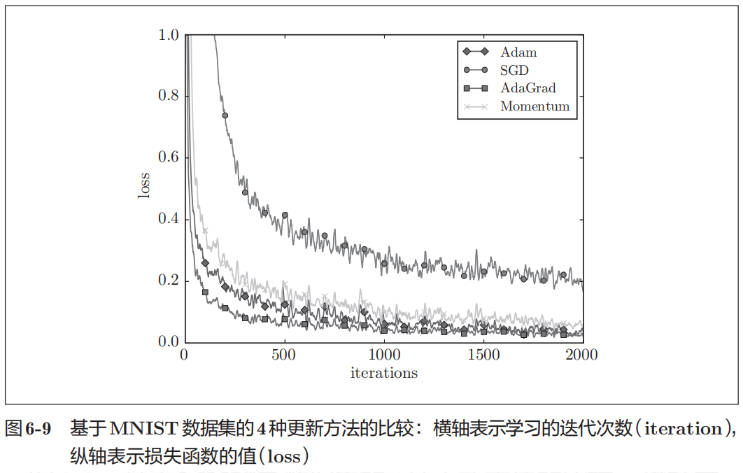 1.0
0.8
0.6
0.4
0.2
0.0
loss
Adam
SGD
AdaGrad
Momentum
0 500 1000 1500 2000
iterations
图6-9 基于MNIST数据集的4种更新方法的比较：横轴表示学习的迭代次数（iteration），
纵轴表示损失函数的值（loss）